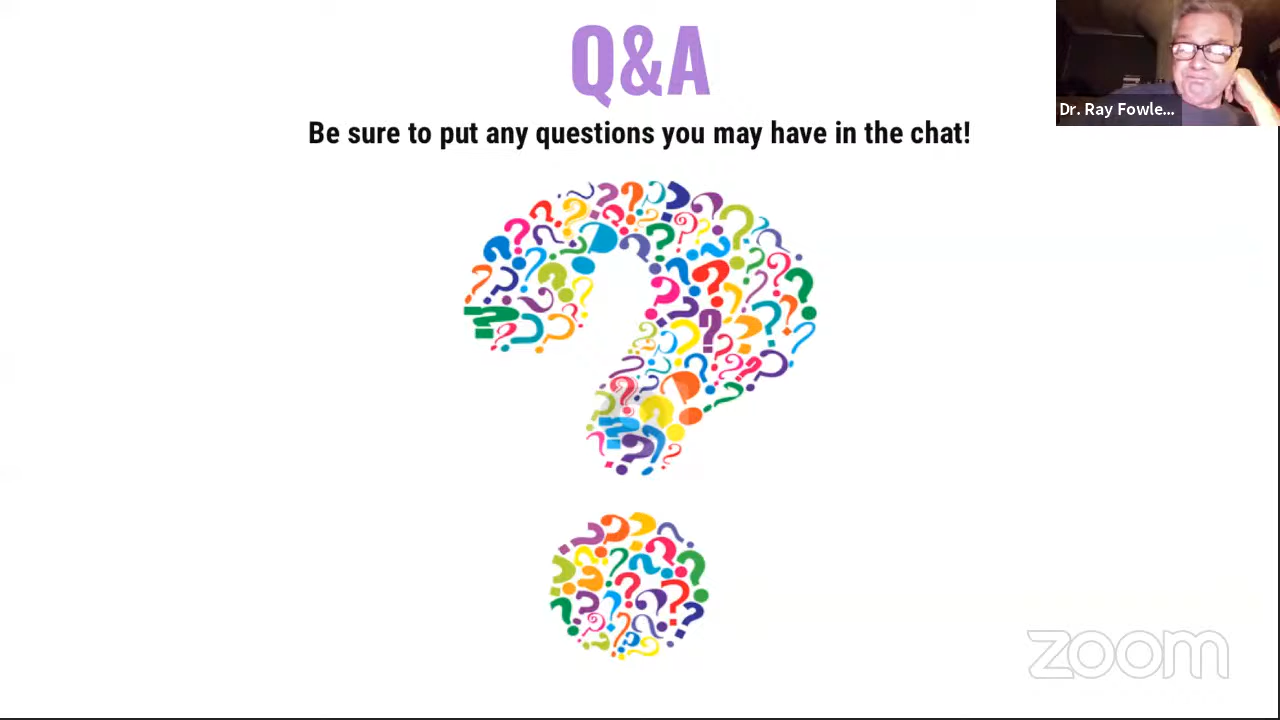 Q&A
Be sure to put any questions you may have in the chat!
Dr. Ray Fowle...
zoom